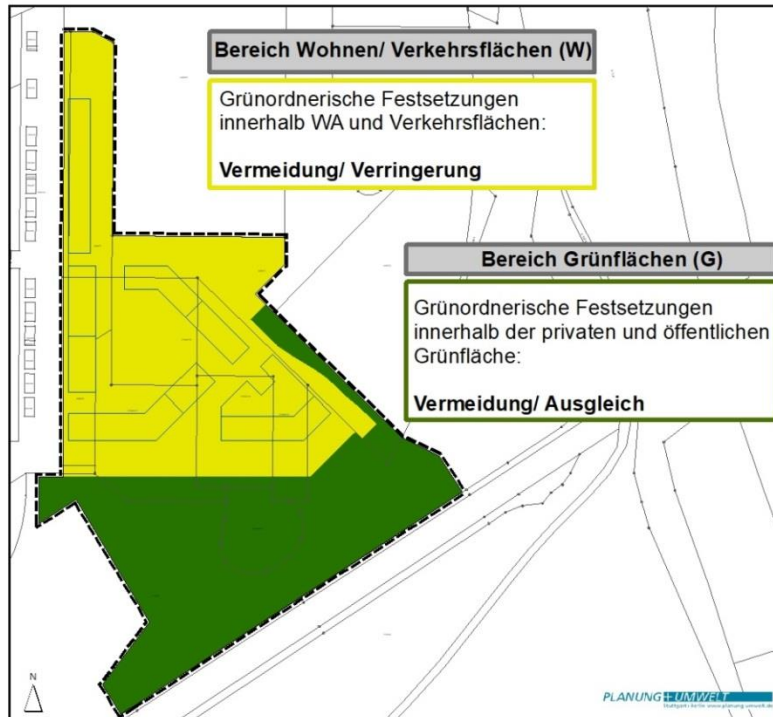 Bereich Wohnen/ Verkehrsflächen (W)
Grünordnerische Festsetzungen
innerhalb WA und Verkehrsflächen:
Vermeidung/ Verringerung
Bereich Grünflächen (G)
Grünordnerische Festsetzungen
innerhalb der privaten und öffentlichen
Grünfläche:
Vermeidung/ Ausgleich
N
PLANUNG+UMWELT